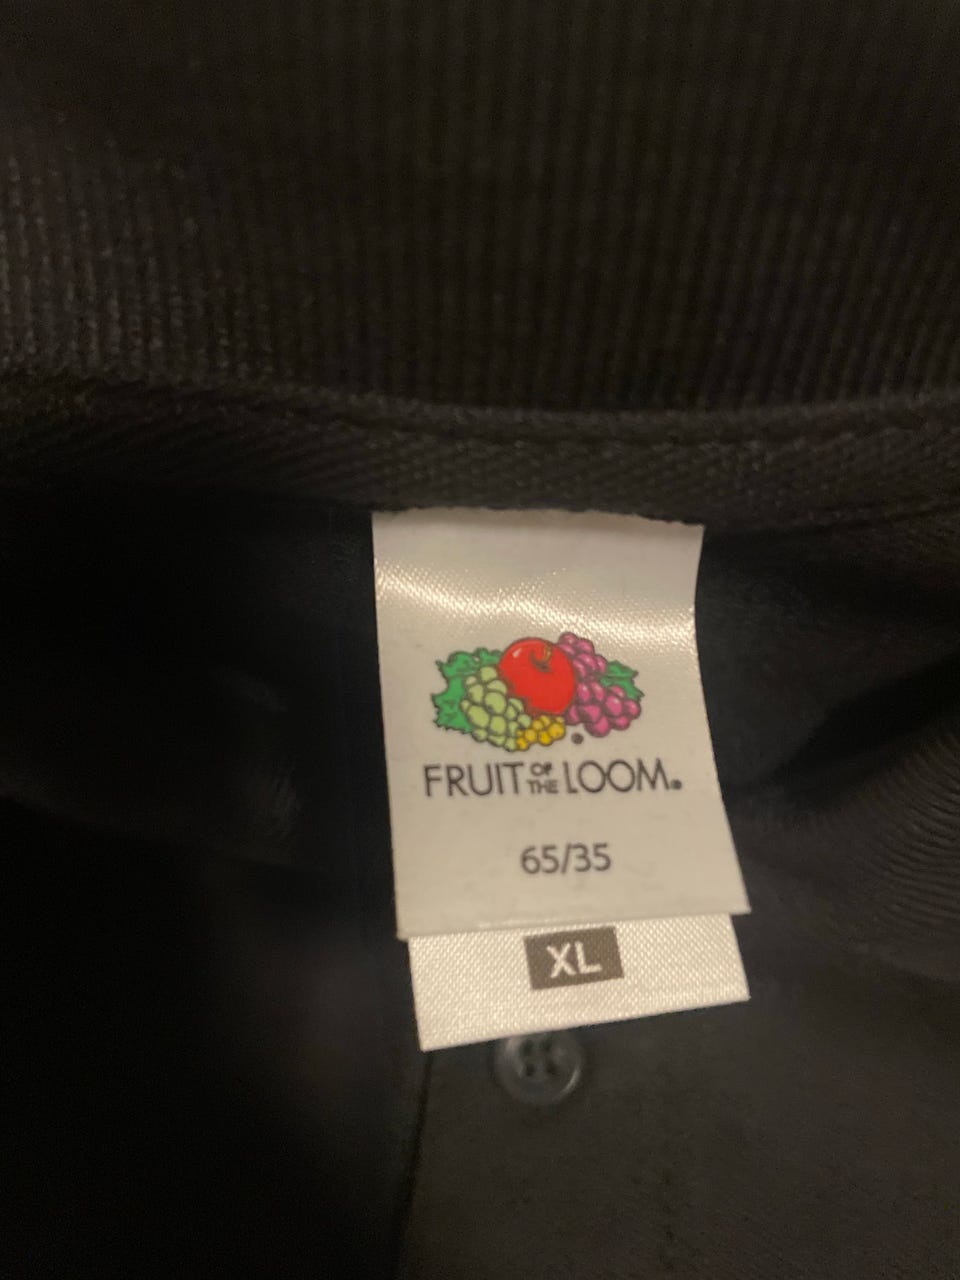 FRUIT OF THE LOOM®
65/35
XL